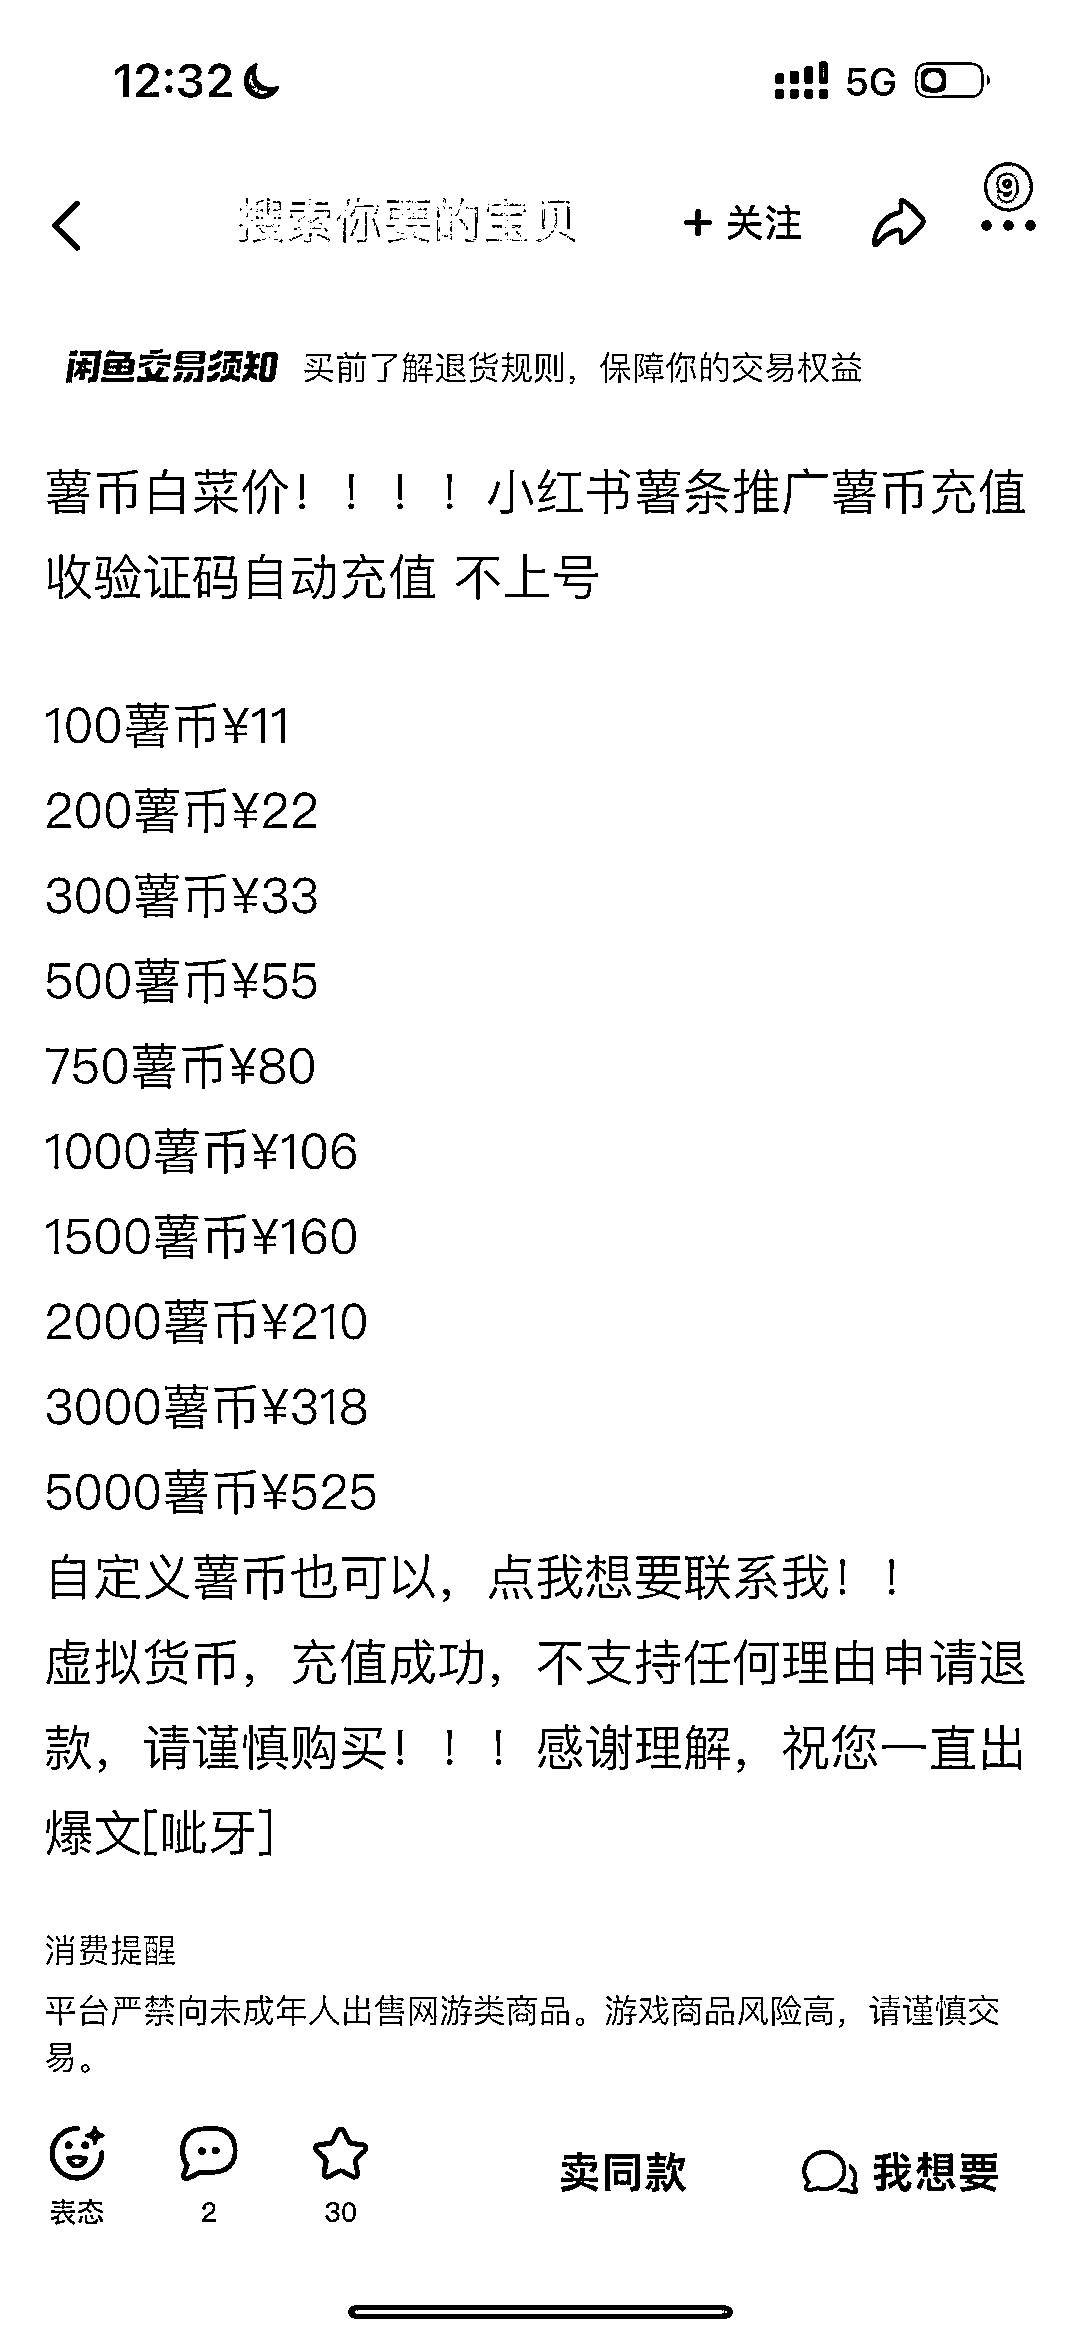 12:32
5G
搜索你要的宝贝
+ 关注
9
闲鱼交易须知 买前了解退货规则，保障你的交易权益
薯币白菜价！！！！小红书薯条推广薯币充值
收验证码自动充值 不上号
100薯币¥11
200薯币¥22
300薯币¥33
500薯币¥55
750薯币¥80
1000薯币¥106
1500薯币¥160
2000薯币¥210
3000薯币¥318
5000薯币¥525
自定义薯币也可以，点我想要联系我！！
虚拟货币，充值成功，不支持任何理由申请退
款，请谨慎购买！！！感谢理解，祝您一直出
爆文[呲牙]
消费提醒
平台严禁向未成年人出售网游类商品。游戏商品风险高，请谨慎交
易。
表态
2
30
卖同款
我想要